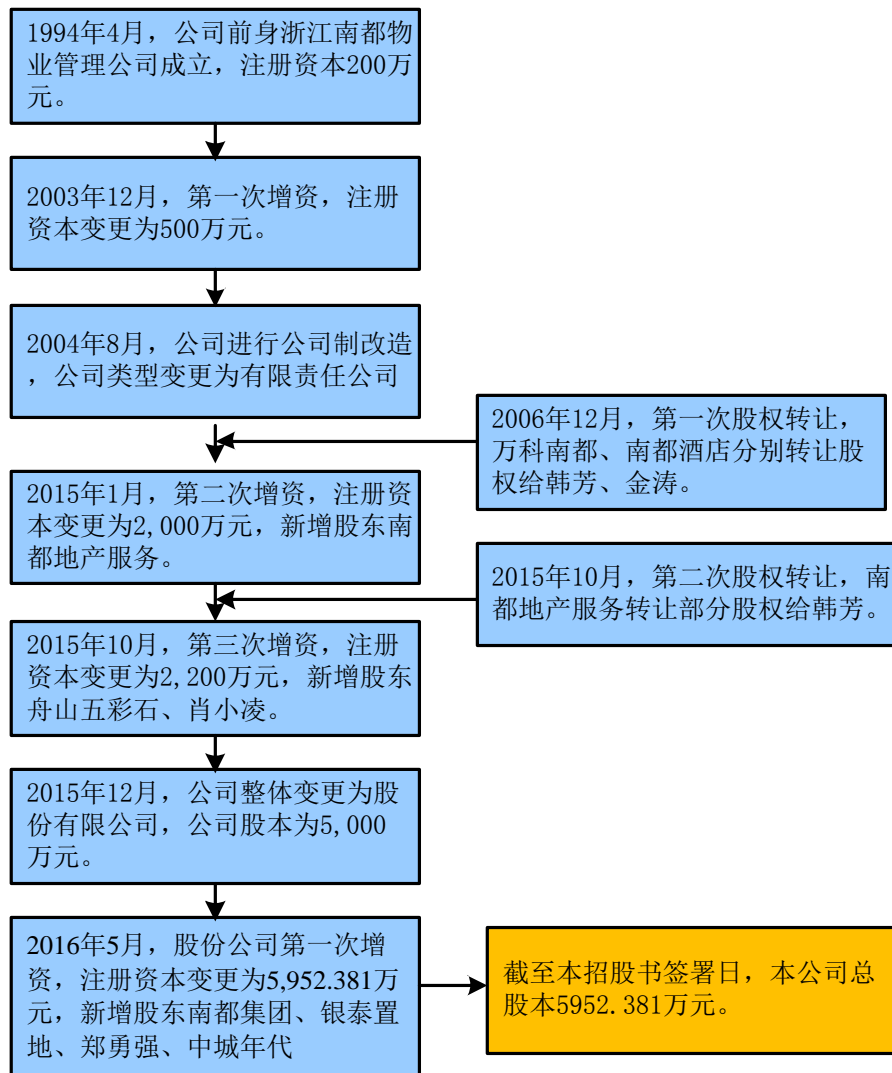 1994年4月，公司前身浙江南都物
业管理公司成立，注册资本200万
元。
2003年12月，第一次增资，注册
资本变更为500万元。
2004年8月，公司进行公司制改造
，公司类型变更为有限责任公司
2006年12月，第一次股权转让，
万科南都、南都酒店分别转让股
权给韩芳、金涛。
2015年1月，第二次增资，注册资
本变更为2,000万元，新增股东南
都地产服务。
2015年10月，第二次股权转让，南
都地产服务转让部分股权给韩芳。
2015年10月，第三次增资，注册
资本变更为2,200万元，新增股东
舟山五彩石、肖小凌。
2015年12月，公司整体变更为股
份有限公司，公司股本为5,000
万元。
2016年5月，股份公司第一次增
资，注册资本变更为5,952.381万
元，新增股东南都集团、银泰置
地、郑勇强、中城年代
截至本招股书签署日，本公司总
股本5952.381万元。